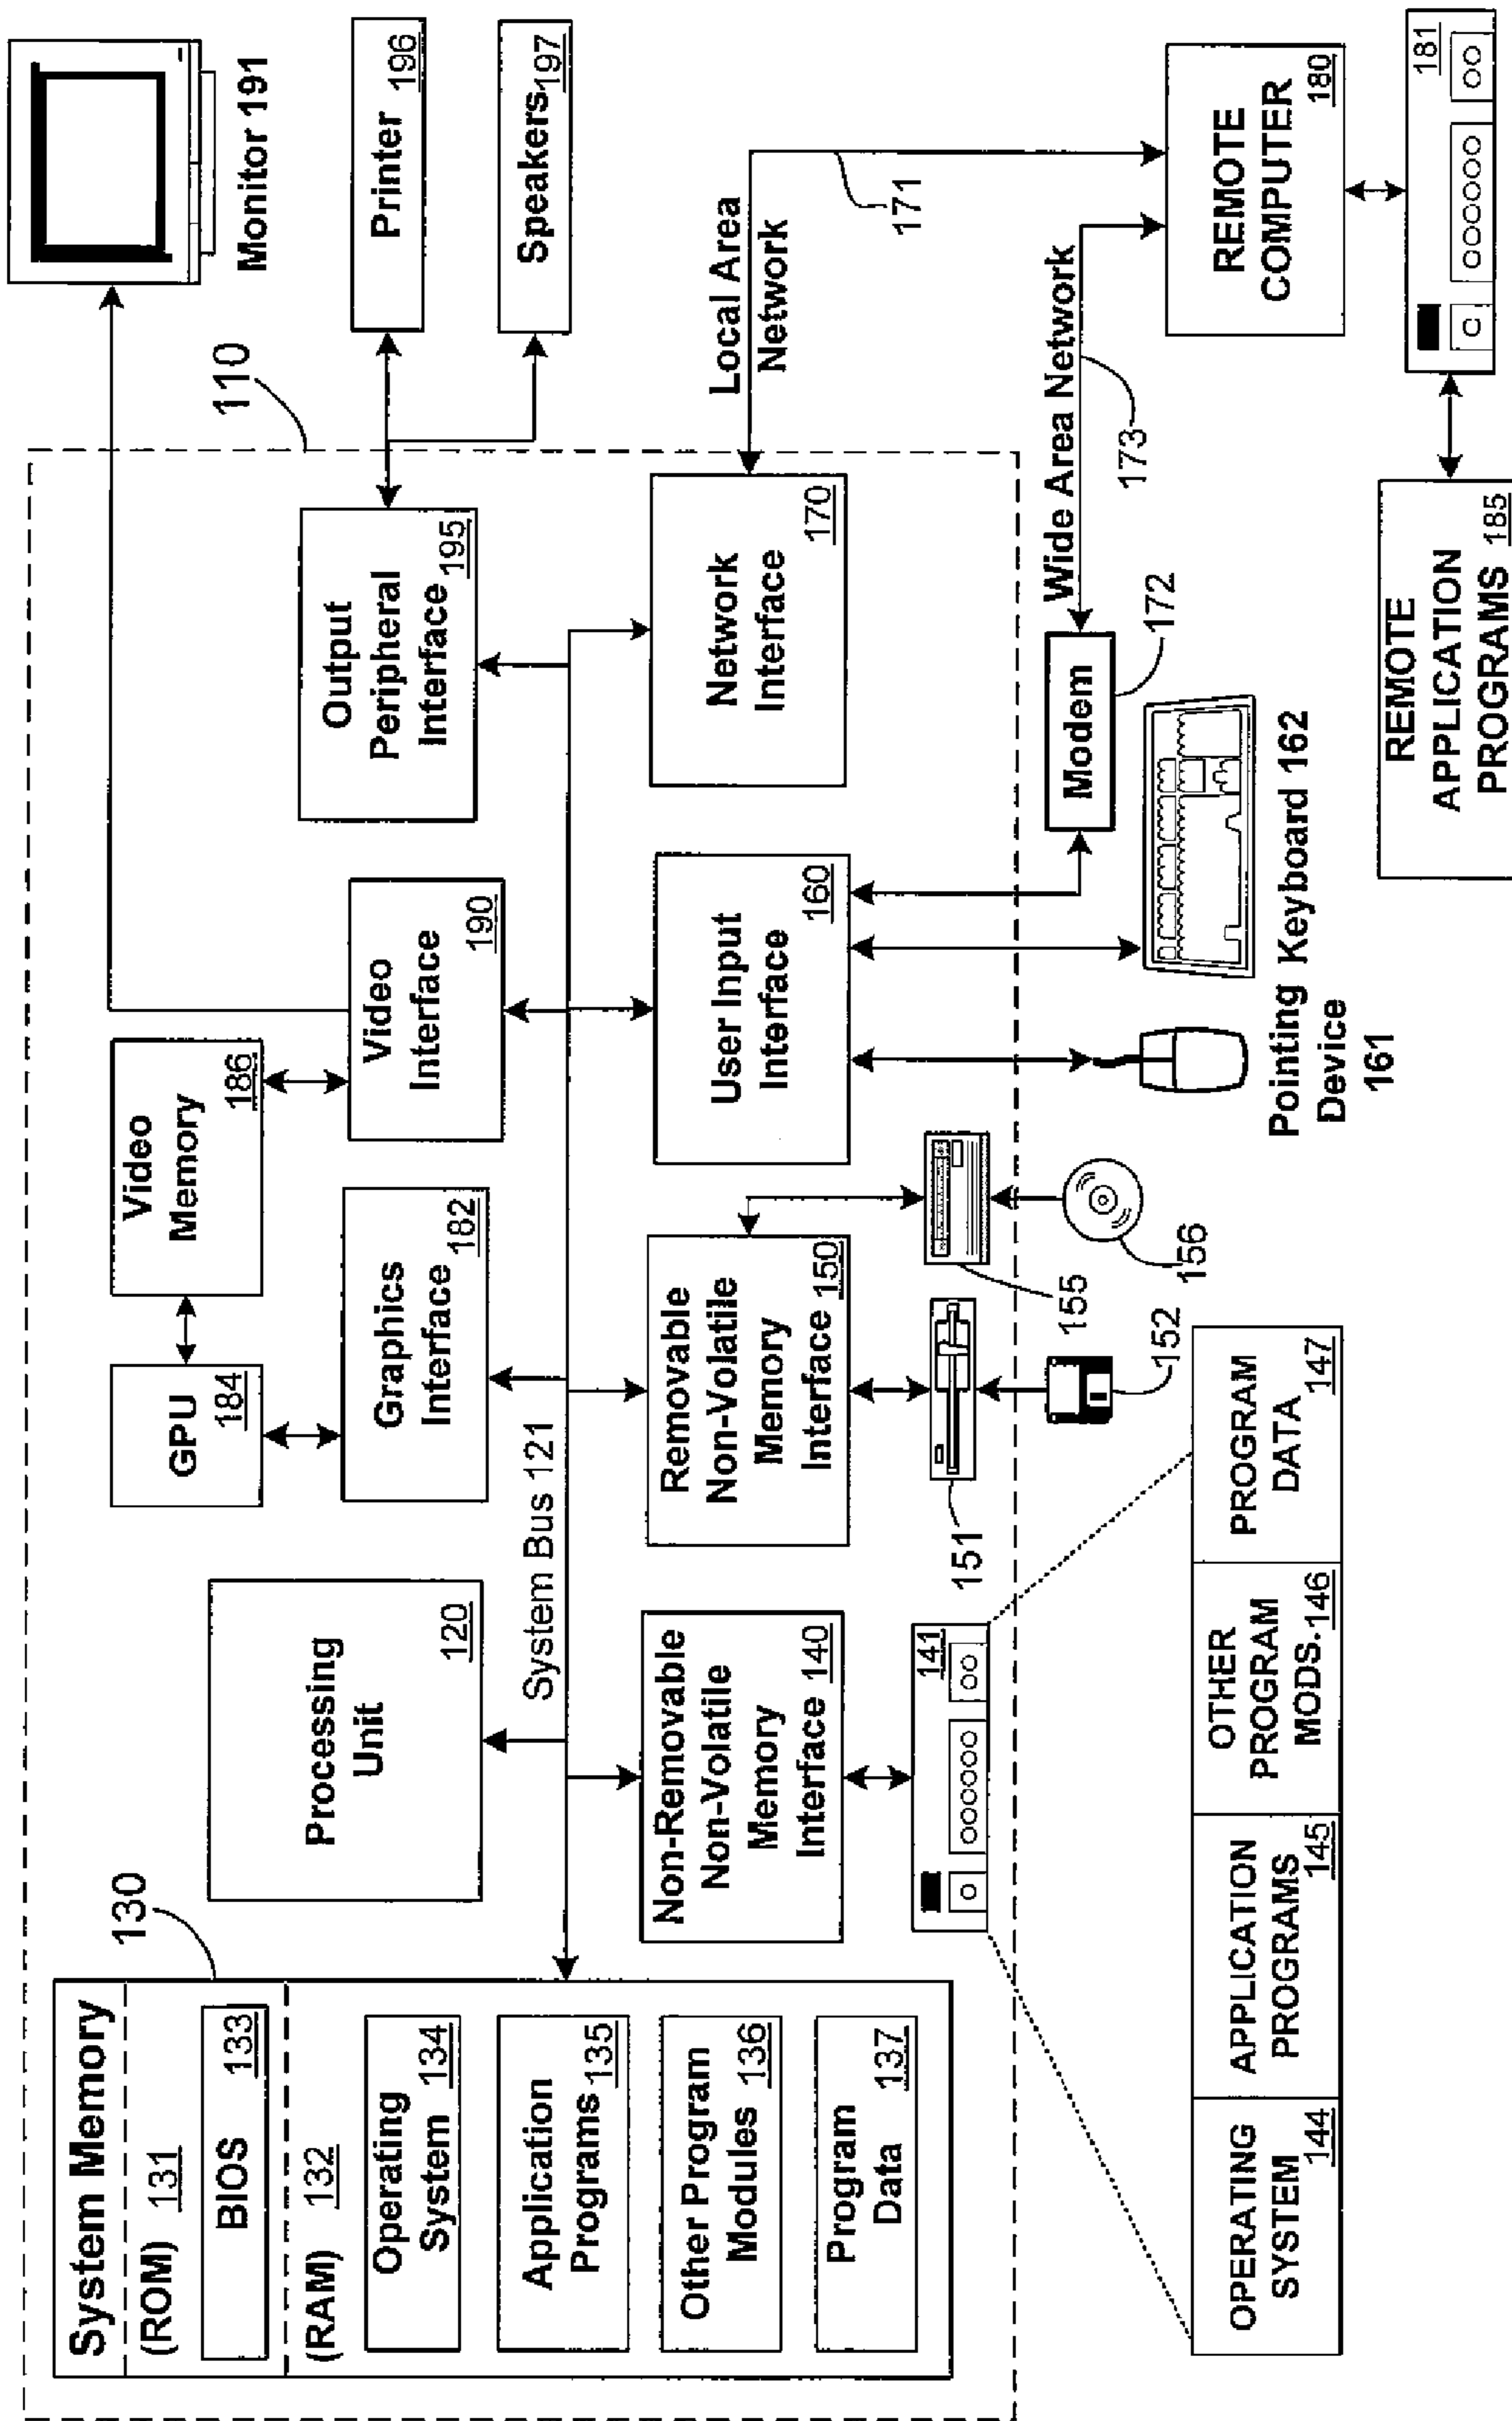 System Memory
(ROM) 131
BIOS 133
(RAM) 132
Operating
System 134
Application
Programs 135
Other Program
Modules 136
Program
Data 137
130
Processing
Unit
120
System Bus 121
GPU
184
Video
Memory
186
Graphics
Interface
182
Video
Interface
190
Output
Peripheral
Interface 195
110
Monitor 191
Printer
196
Speakers 197
Non-Removable
Non-Volatile
Memory
Interface 140
Removable
Non-Volatile
Memory
Interface 150
User Input
Interface
160
Network
Interface
170
Local Area
Network
171
141
151
155
152
156
Modem
172
Wide Area Network
173
REMOTE
COMPUTER
180
181
OPERATING
SYSTEM
144
APPLICATION
PROGRAMS
145
OTHER
PROGRAM
MODS. 146
PROGRAM
DATA
147
Pointing
Device
161
Keyboard 162
REMOTE
APPLICATION
PROGRAMS 185